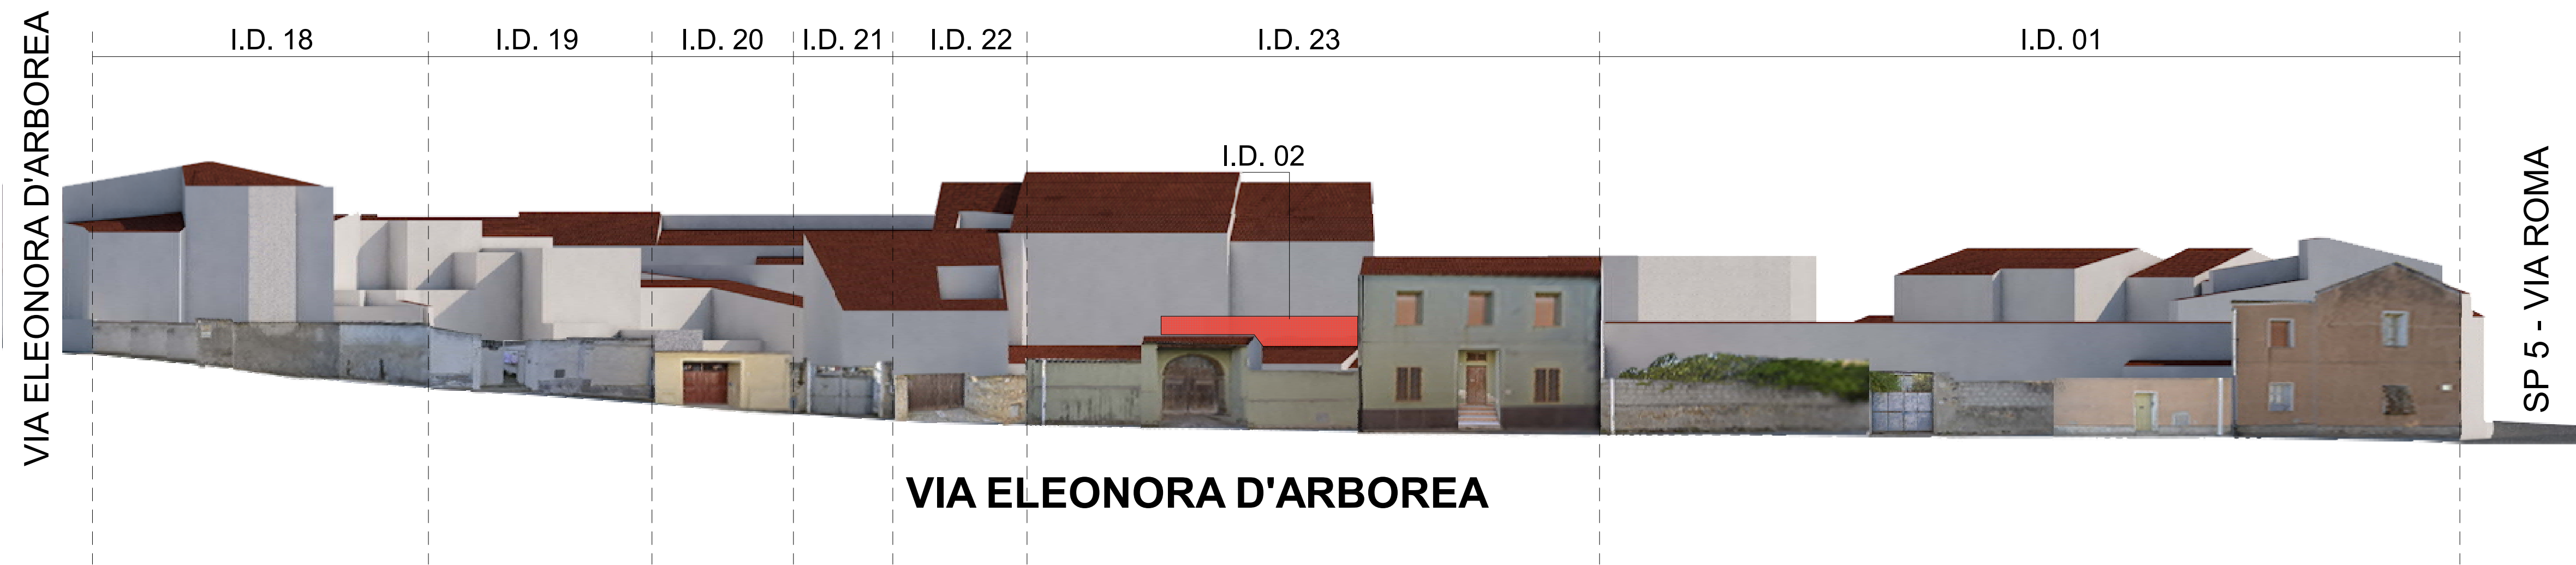 VIA ELEONORA D'ARBOREA
I.D. 18
I.D. 19
I.D. 20
I.D. 21
I.D. 22
I.D. 23
I.D. 01
I.D. 02
SP 5 - VIA ROMA
VIA ELEONORA D'ARBOREA